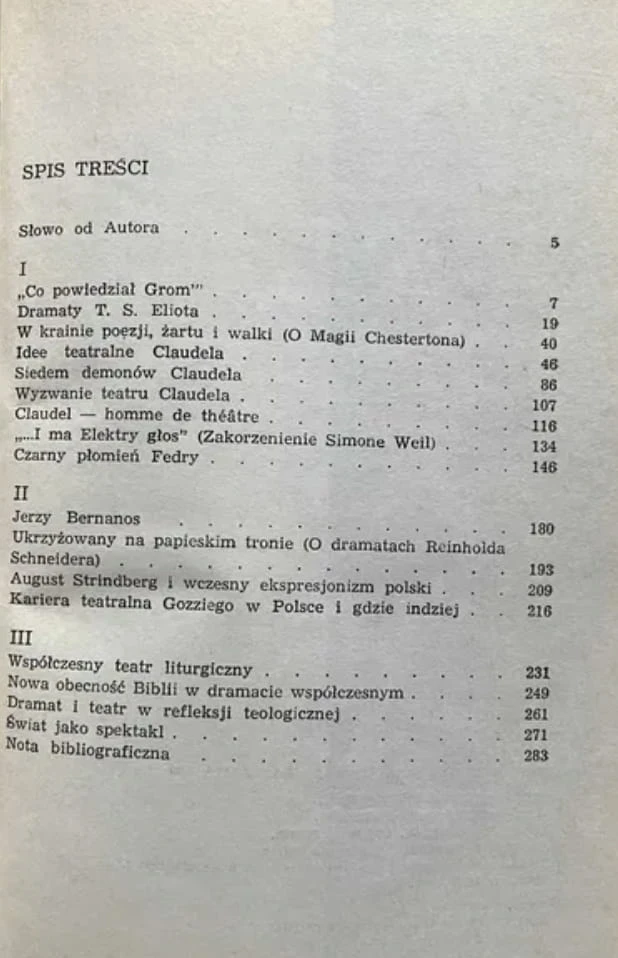 SPIS TREŚCI
Słowo od Autora . . . . . . . . . . . . 5
I
„Co powiedział Grom'" . . . . . . . . . . . 7
Dramaty T. S. Eliota . . . . . . . . . . . 19
W krainie poezji, żartu i walki (O Magii Chestertona) . . 40
Idee teatralne Claudela . . . . . . . . . . 46
Siedem demonów Claudela . . . . . . . . . 86
Wyzwanie teatru Claudela . . . . . . . . . . 107
Claudel — homme de théâtre . . . . . . . . . 116
„...I ma Elektry głos" (Zakorzenienie Simone Weil) . . . 134
Czarny płomień Fedry . . . . . . . . . . . 146
II
Jerzy Bernanos . . . . . . . . . . . . 180
Ukrzyżowany na papieskim tronie (O dramatach Reinholda
Schneidera) . . . . . . . . . . . . . . 193
August Strindberg i wczesny ekspresjonizm polski . . . 209
Kariera teatralna Gozziego w Polsce i gdzie indziej . . 216
III
Współczesny teatr liturgiczny . . . . . . . . . 231
Nowa obecność Biblii w dramacie współczesnym . . . . 249
Dramat i teatr w refleksji teologicznej . . . . . . 261
Świat jako spektakl . . . . . . . . . . . . 271
Nota bibliograficzna . . . . . . . . . . . 283